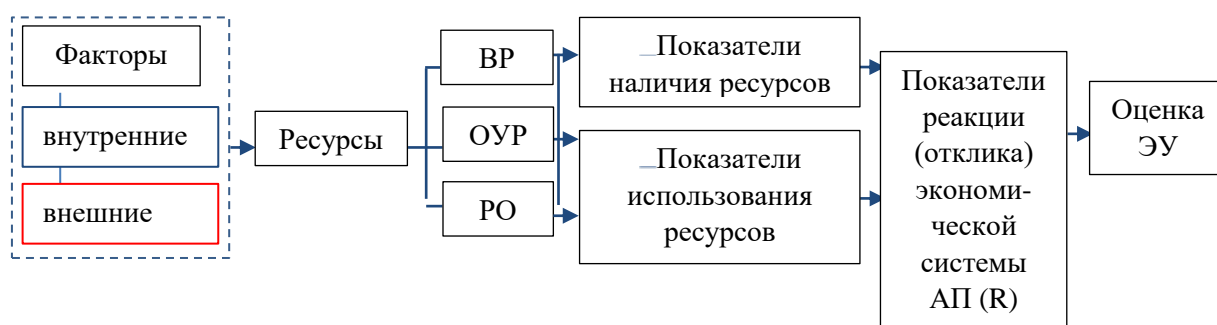 Факторы
внутренние
внешние
Ресурсы
ВР
ОУР
РО
Показатели
наличия ресурсов
Показатели
использования
ресурсов
Показатели
реакции
(отклика)
экономи-
ческой
системы
АП (R)
Оценка
ЭУ